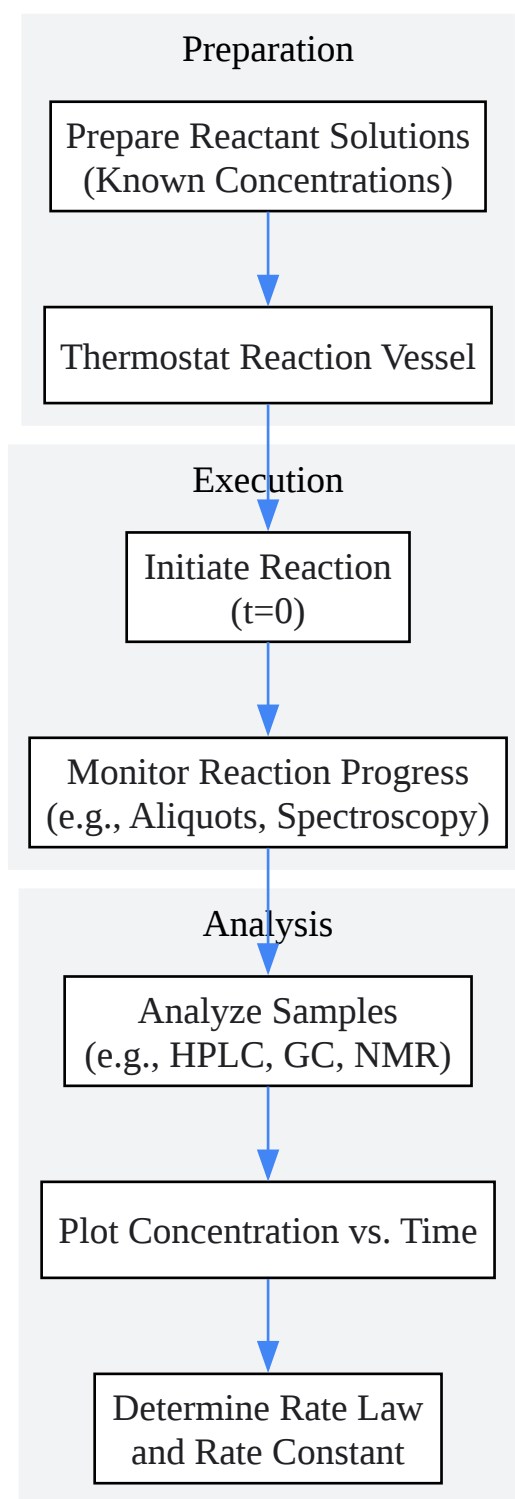 Preparation
Prepare Reactant Solutions
(Known Concentrations)
Thermostat Reaction Vessel
Execution
Initiate Reaction
(t=0)
Monitor Reaction Progress
(e.g., Aliquots, Spectroscopy)
Analysis
Analyze Samples
(e.g., HPLC, GC, NMR)
Plot Concentration vs. Time
Determine Rate Law
and Rate Constant